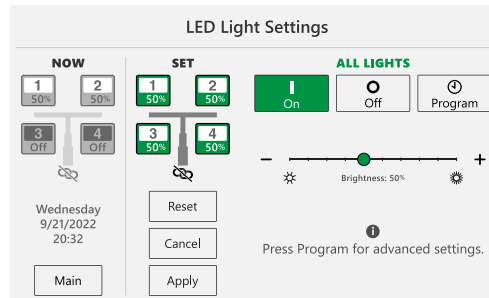 LED Light Settings
NOW
1
50%
2
50%
3
Off
4
Off
Wednesday
9/21/2022
20:32
Main
SET
1
50%
2
50%
3
50%
4
50%
Reset
Cancel
Apply
ALL LIGHTS
On
Off
Program
Brightness: 50%
Press Program for advanced settings.